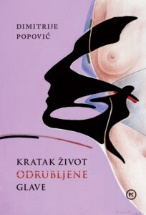 DIMITRIJE
POPOVIĆ
KRATAK ŽIVOT
ODRUBLJENE
GLAVE